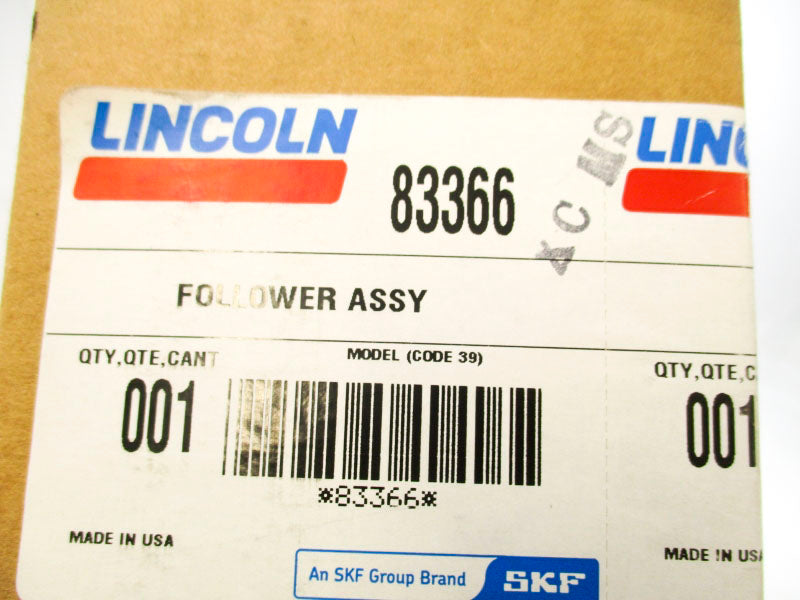 LINCOLN
83366
FOLLOWER ASSY
QTY,QTE,CANT
MODEL (CODE 39)
001
*83366*
MADE IN USA
An SKF Group Brand
SKF
LIN
QTY,QTE,C
001
MADE IN USA